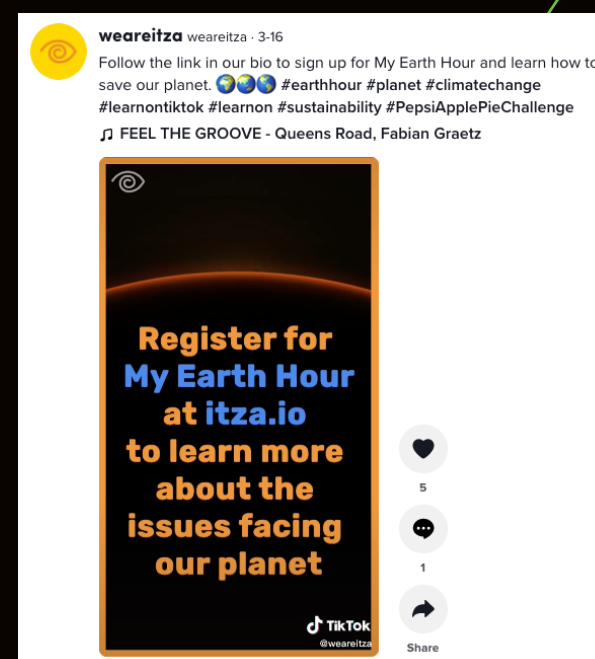 weareitza weareitza · 3-16
Follow the link in our bio to sign up for My Earth Hour and learn how to
save our planet. 🌍🌏🌎 #earthhour #planet #climatechange
#learnontiktok #learnon #sustainability #PepsiApplePieChallenge
♫ FEEL THE GROOVE - Queens Road, Fabian Graetz
Register for
My Earth Hour
at itza.io
to learn more
about the
issues facing
our planet
TikTok
@weareitza
5
1
Share